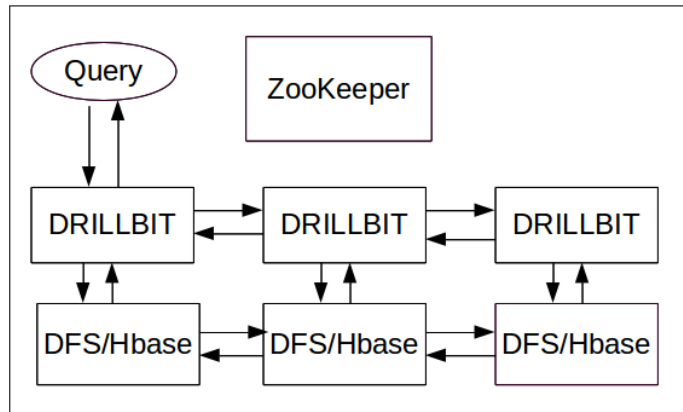 Query
ZooKeeper
DRILLBIT
DRILLBIT
DRILLBIT
DFS/Hbase
DFS/Hbase
DFS/Hbase